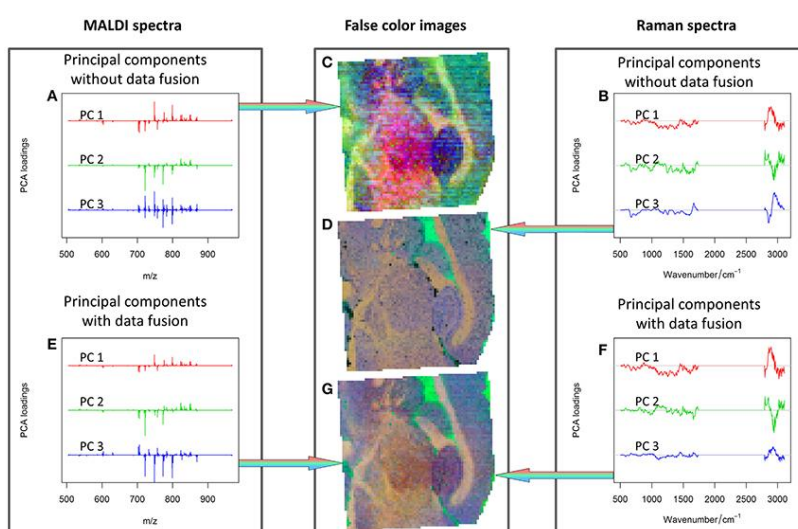 MALDI spectra
False color images
Raman spectra
Principal components
without data fusion
A
PC 1
PC 2
PC 3
PCA loadings
500 600 700 800 900
m/z
Principal components
with data fusion
E
PC 1
PC 2
PC 3
PCA loadings
500 600 700 800 900
m/z
C
D
G
Principal components
without data fusion
B
PC 1
PC 2
PC 3
PCA loadings
500 1000 1500 2000 2500 3000
Wavenumber/cm⁻¹
Principal components
with data fusion
F
PC 1
PC 2
PC 3
PCA loadings
500 1000 1500 2000 2500 3000
Wavenumber/cm⁻¹